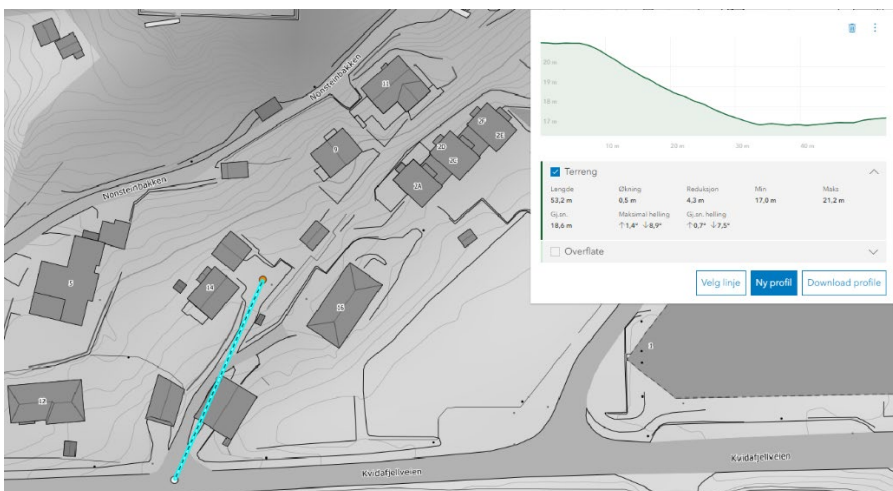 20 m
19 m
18 m
17 m
10 m
20 m
30 m
40 m
Terreng
Lengde Økning Reduksjon Min Maks
53,2 m 0,5 m 4,3 m 17,0 m 21,2 m
Gj.sn. Maksimal helling Gj.sn. helling
18,6 m ↑1,4° ↓8,9° ↑0,7° ↓7,5°
Overflate
Velg linje Ny profil Download profile
Nonsteinbakken
11
2F
2E
9
2D
2C
2A
Nonsteinbakken
5
14
16
3
12
Kvidafjellveien
Kvidafjellveien